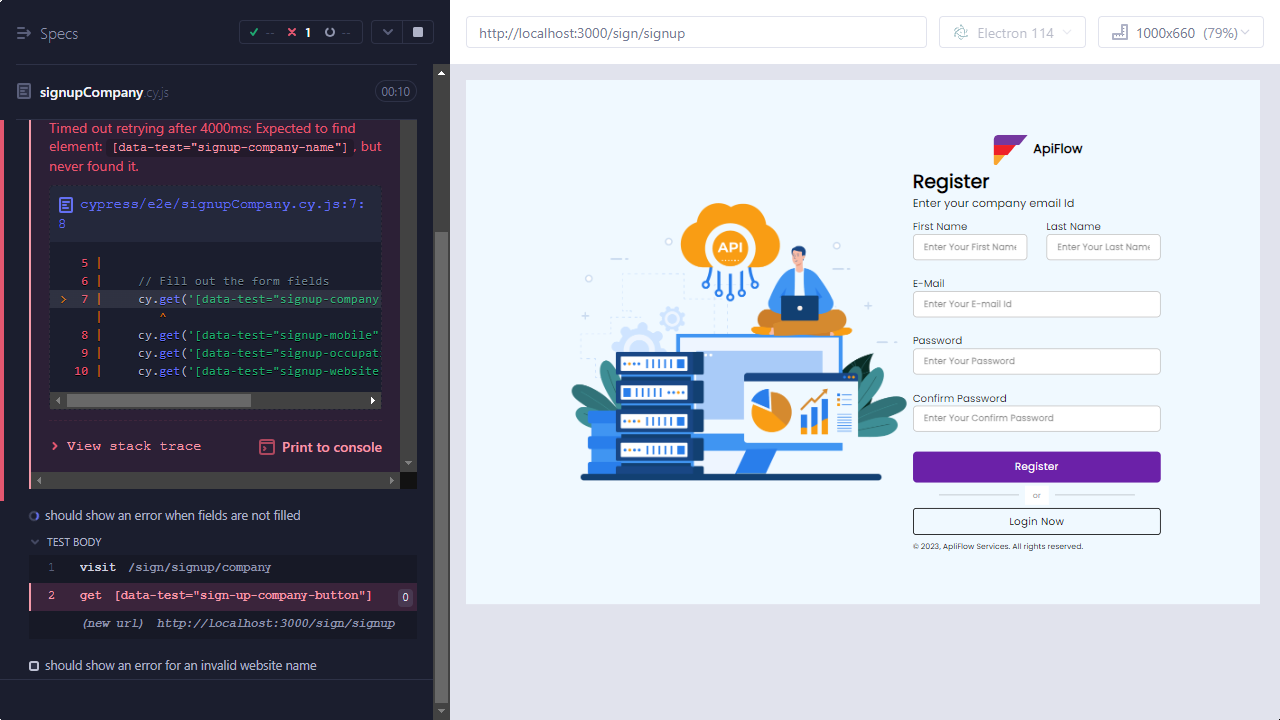 Specs
-- 1 --
http://localhost:3000/sign/signup
Electron 114
1000x660 (79%)
signupCompany.cy.js
00:10
Timed out retrying after 4000ms: Expected to find
element: [data-test="signup-company-name"], but
never found it.
cypress/e2e/signupCompany.cy.js:7:
8
5 |
6 | // Fill out the form fields
> 7 | cy.get('[data-test="signup-company
| ^
8 | cy.get('[data-test="signup-mobile"
9 | cy.get('[data-test="signup-occupat
10 | cy.get('[data-test="signup-website
View stack trace
Print to console
should show an error when fields are not filled
TEST BODY
1 visit /sign/signup/company
2 get [data-test="sign-up-company-button"] 0
(new url) http://localhost:3000/sign/signup
should show an error for an invalid website name
API
ApiFlow
Register
Enter your company email Id
First Name Last Name
Enter Your First Name Enter Your Last Name
E-Mail
Enter Your E-mail Id
Password
Enter Your Password
Confirm Password
Enter Your Confirm Password
Register
or
Login Now
© 2023, ApliFlow Services. All rights reserved.